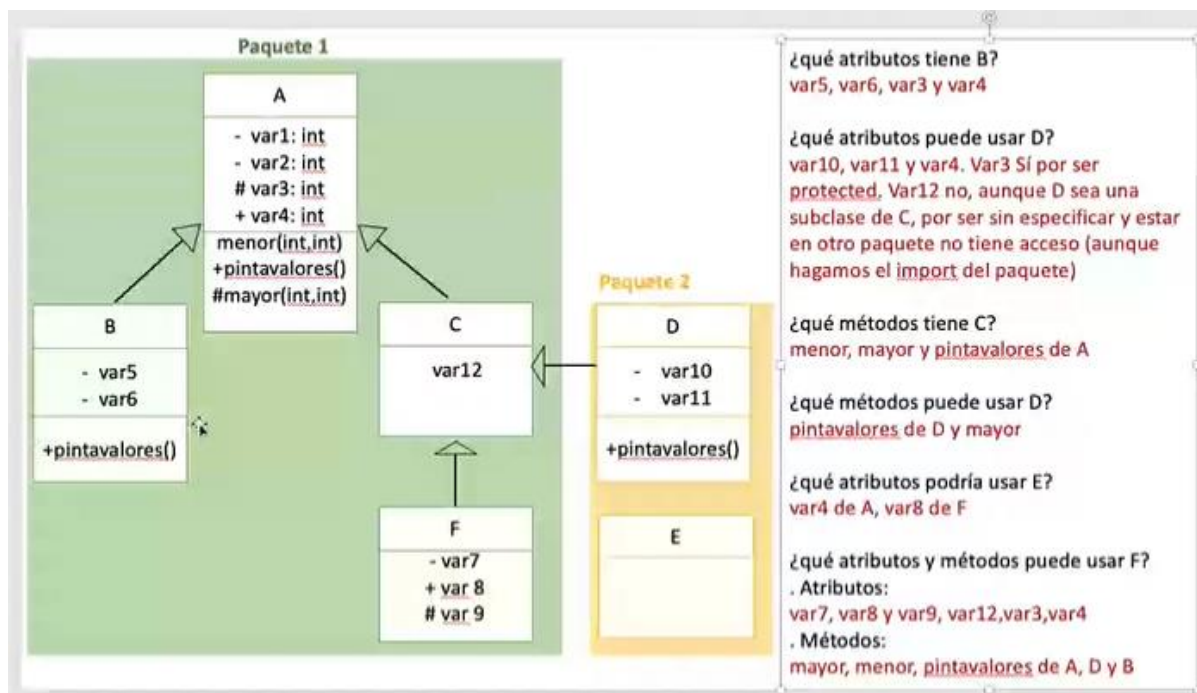 Paquete 1
A
- var1: int
- var2: int
# var3: int
+ var4: int
menor(int,int)
+pintavalores()
#mayor(int,int)
B
- var5
- var6
+pintavalores()
C
var12
F
- var7
+ var 8
# var 9
Paquete 2
D
- var10
- var11
+pintavalores()
E
¿qué atributos tiene B?
var5, var6, var3 y var4
¿qué atributos puede usar D?
var10, var11 y var4. Var3 Sí por ser
protected. Var12 no, aunque D sea una
subclase de C, por ser sin especificar y estar
en otro paquete no tiene acceso (aunque
hagamos el import del paquete)
¿qué métodos tiene C?
menor, mayor y pintavalores de A
¿qué métodos puede usar D?
pintavalores de D y mayor
¿qué atributos podría usar E?
var4 de A, var8 de F
¿qué atributos y métodos puede usar F?
. Atributos:
var7, var8 y var9, var12,var3,var4
. Métodos:
mayor, menor, pintavalores de A, D y B